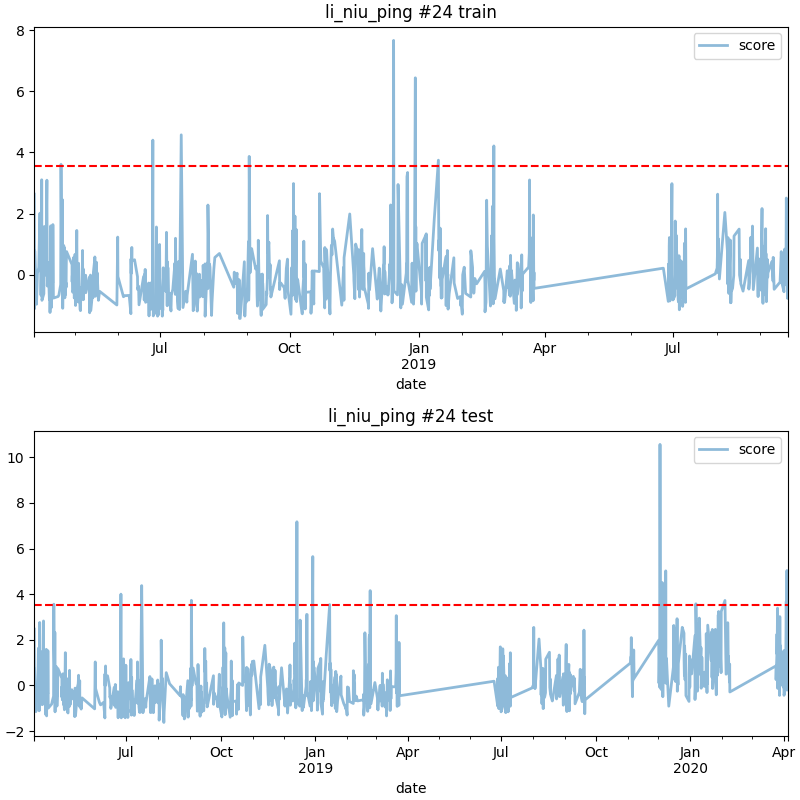 li_niu_ping #24 train
score
8
6
4
2
0
Jul
Oct
Jan
2019
Apr
Jul
date
li_niu_ping #24 test
score
10
8
6
4
2
0
−2
Jul
Oct
Jan
2019
Apr
Jul
Oct
Jan
2020
Apr
date